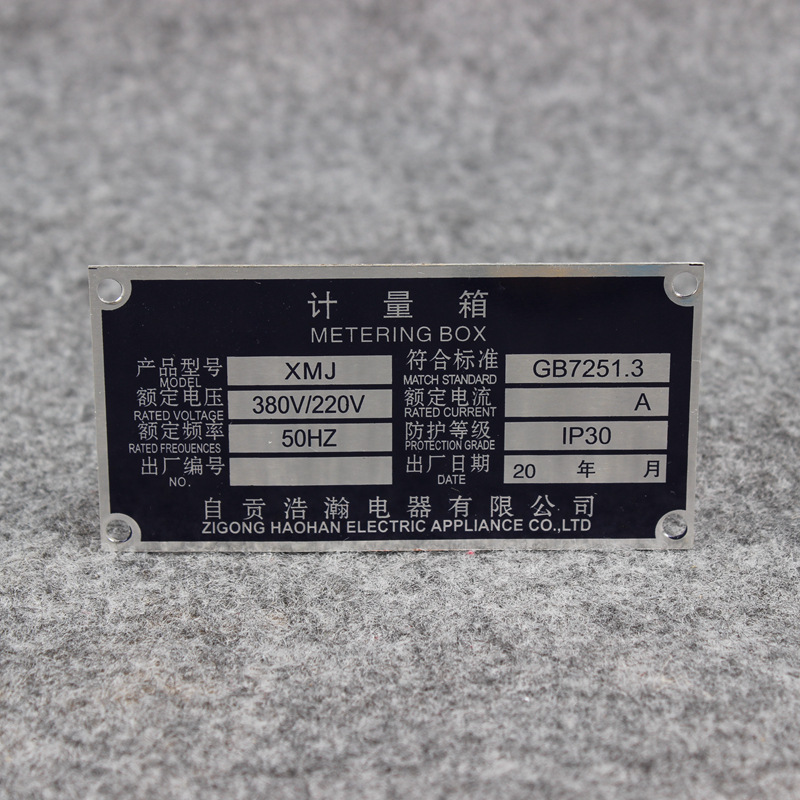 计量箱
METERING BOX
产品型号 XMJ 符合标准 GB7251.3
MODEL MATCH STANDARD
额定电压 380V/220V 额定电流 A
RATED VOLTAGE RATED CURRENT
额定频率 50HZ 防护等级 IP30
RATED FREQUENCES PROTECTION GRADE
出厂编号 出厂日期 20 年 月
NO. DATE
自贡浩瀚电器有限公司
ZIGONG HAOHAN ELECTRIC APPLIANCE CO.,LTD